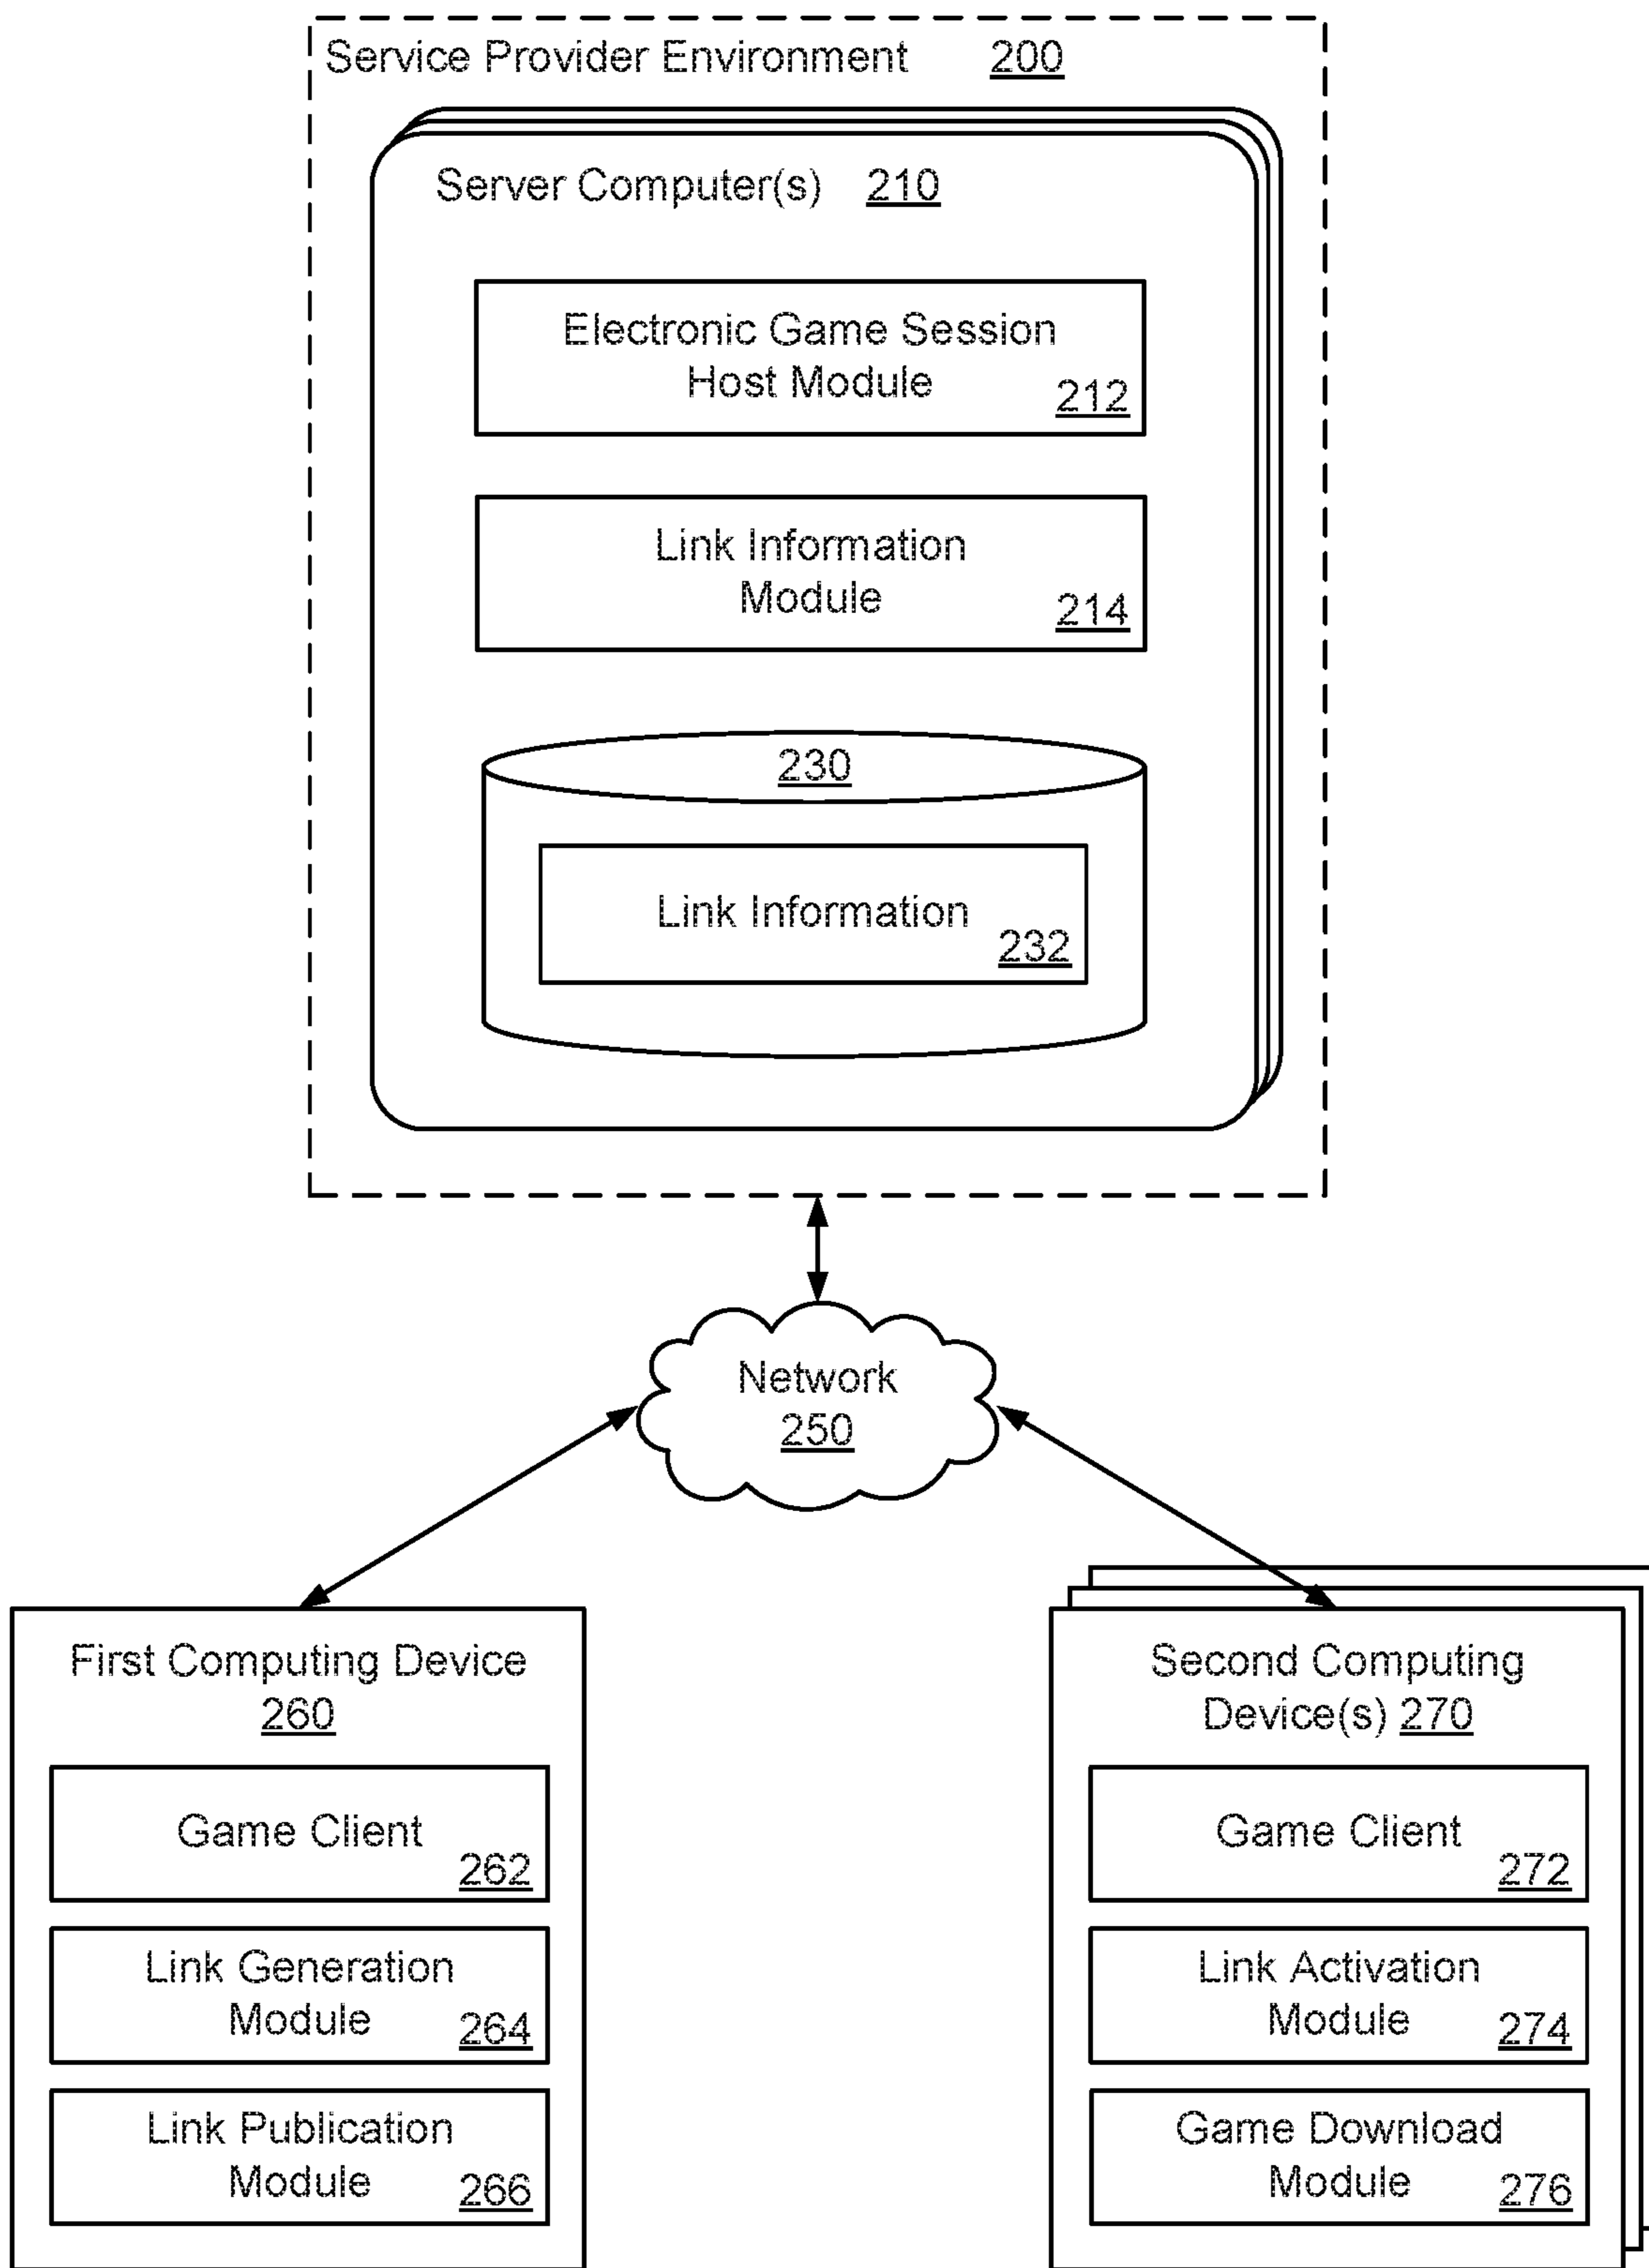 Service Provider Environment 200
Server Computer(s) 210
Electronic Game Session
Host Module 212
Link Information
Module 214
230
Link Information
232
Network
250
First Computing Device
260
Game Client
262
Link Generation
Module 264
Link Publication
Module 266
Second Computing
Device(s) 270
Game Client
272
Link Activation
Module 274
Game Download
Module 276